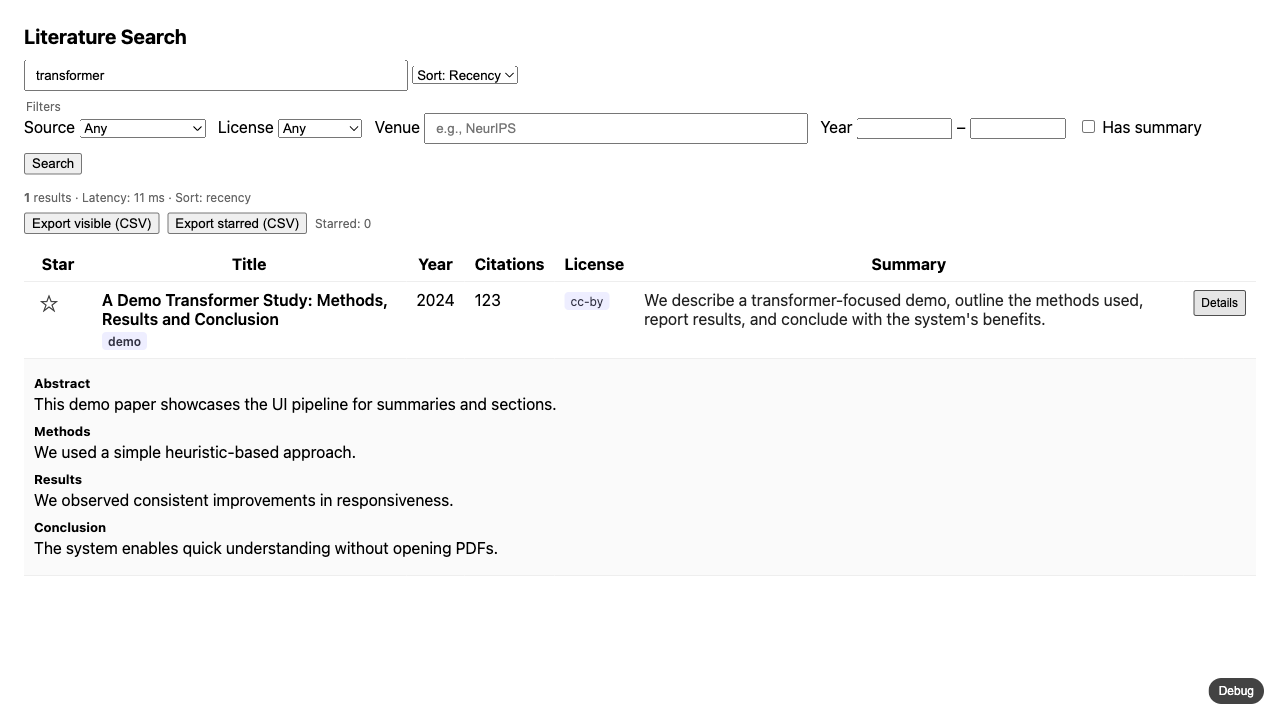 Literature Search
transformer
Sort: Recency
Filters
Source Any License Any Venue e.g., NeurIPS Year – Has summary
Search
1 results · Latency: 11 ms · Sort: recency
Export visible (CSV) Export starred (CSV) Starred: 0
Star Title Year Citations License Summary
☆ A Demo Transformer Study: Methods, 2024 123 cc-by We describe a transformer-focused demo, outline the methods used, Details
Results and Conclusion report results, and conclude with the system's benefits.
demo
Abstract
This demo paper showcases the UI pipeline for summaries and sections.
Methods
We used a simple heuristic-based approach.
Results
We observed consistent improvements in responsiveness.
Conclusion
The system enables quick understanding without opening PDFs.
Debug